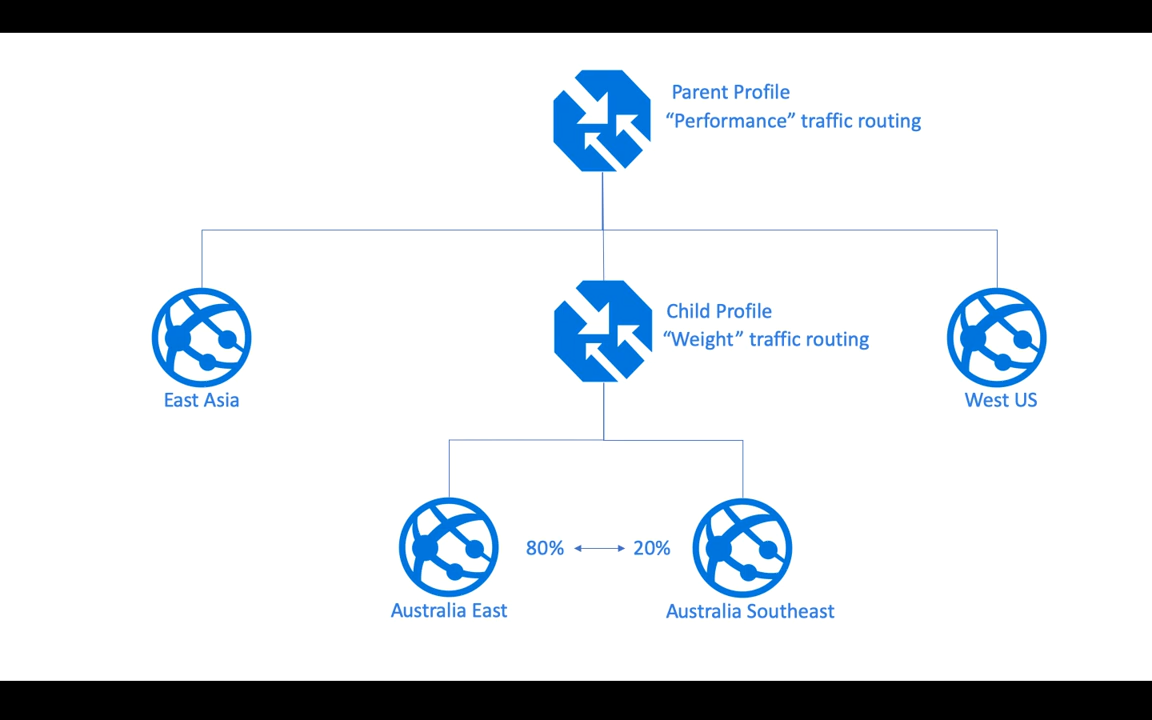 Parent Profile
“Performance” traffic routing
Child Profile
“Weight” traffic routing
East Asia
West US
80%
20%
Australia East
Australia Southeast